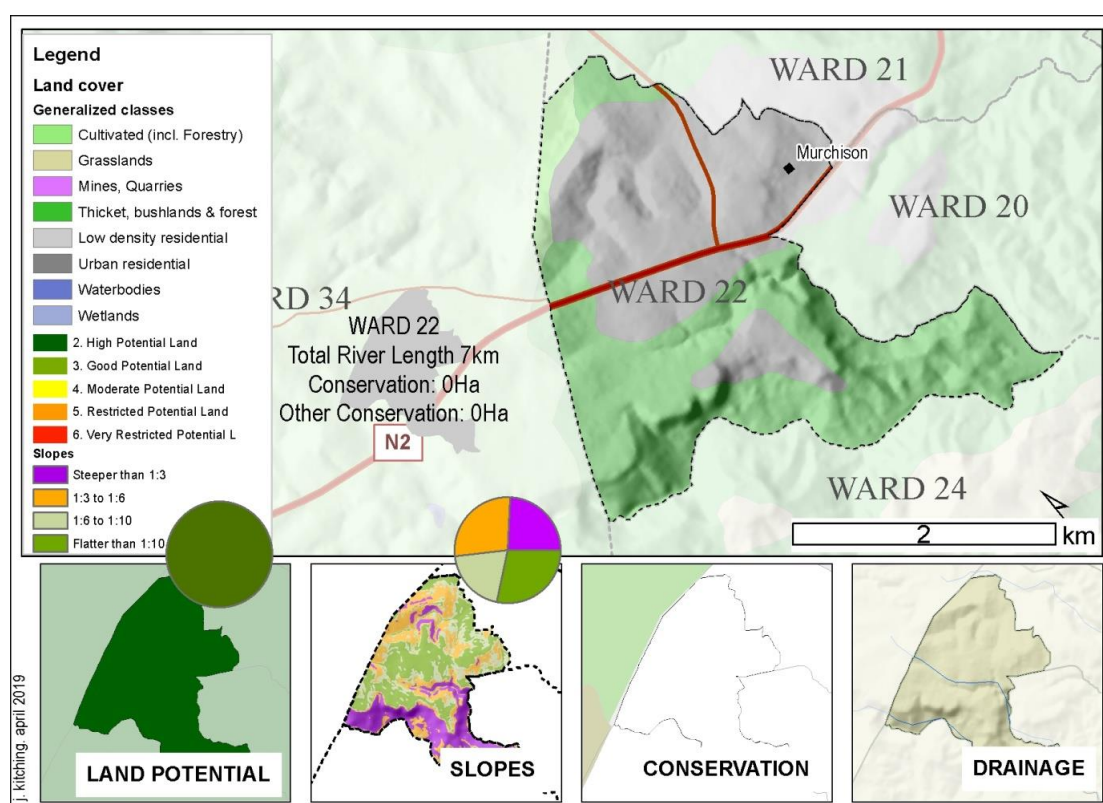 Legend
Land cover
Generalized classes
Cultivated (incl. Forestry)
Grasslands
Mines, Quarries
Thicket, bushlands & forest
Low density residential
Urban residential
Waterbodies
Wetlands
2. High Potential Land
3. Good Potential Land
4. Moderate Potential Land
5. Restricted Potential Land
6. Very Restricted Potential L
Slopes
Steeper than 1:3
1:3 to 1:6
1:6 to 1:10
Flatter than 1:10
WARD 21
Murchison
WARD 20
WARD 22
RD 34
WARD 22
Total River Length 7km
Conservation: 0Ha
Other Conservation: 0Ha
N2
WARD 24
2 km
j. kitching. april 2019
LAND POTENTIAL
SLOPES
CONSERVATION
DRAINAGE